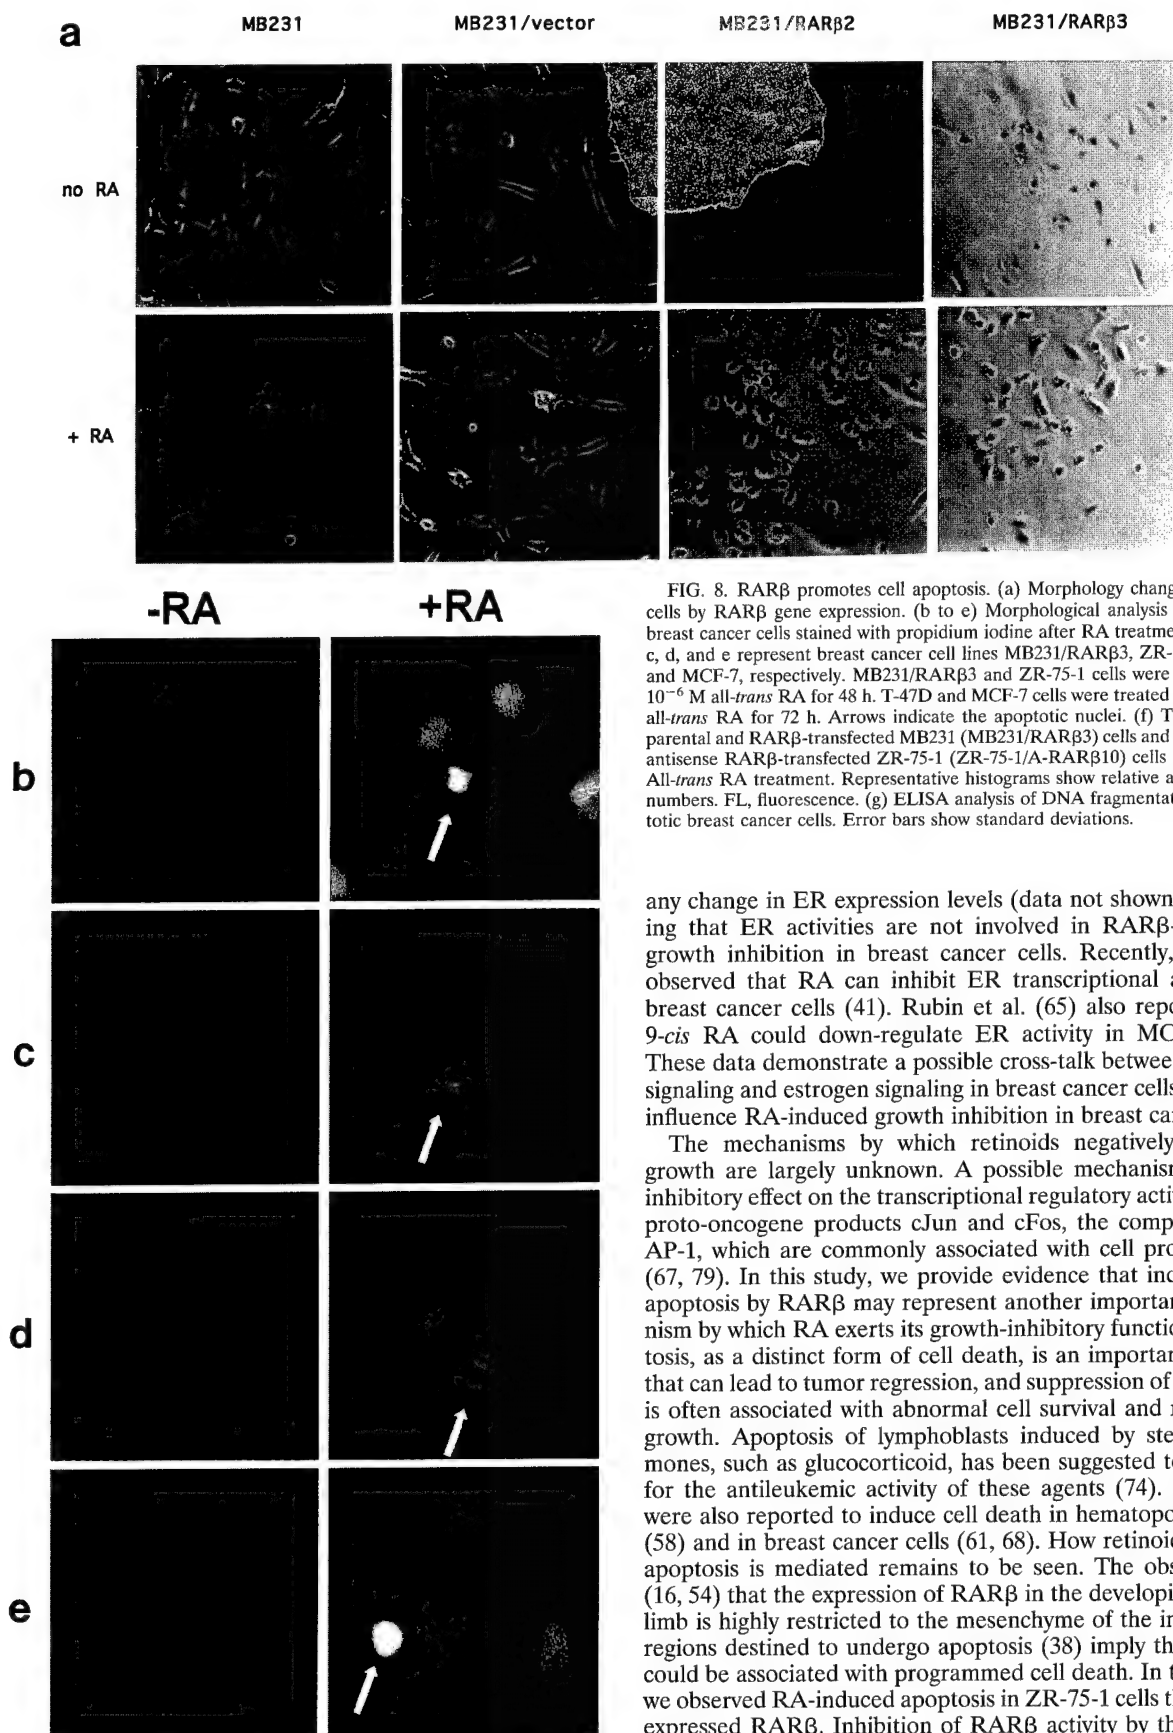 a
MB231 MB231/vector MB231/RARβ2 MB231/RARβ3
no RA
+ RA
-RA +RA
b
c
d
e
FIG. 8. RARβ promotes cell apoptosis. (a) Morphology chang
cells by RARβ gene expression. (b to e) Morphological analysis
breast cancer cells stained with propidium iodine after RA treatme
c, d, and e represent breast cancer cell lines MB231/RARβ3, ZR-
and MCF-7, respectively. MB231/RARβ3 and ZR-75-1 cells were
10⁻⁶ M all-trans RA for 48 h. T-47D and MCF-7 cells were treated
all-trans RA for 72 h. Arrows indicate the apoptotic nuclei. (f) T
parental and RARβ-transfected MB231 (MB231/RARβ3) cells and
antisense RARβ-transfected ZR-75-1 (ZR-75-1/A-RARβ10) cells
All-trans RA treatment. Representative histograms show relative a
numbers. FL, fluorescence. (g) ELISA analysis of DNA fragmentat
totic breast cancer cells. Error bars show standard deviations.
any change in ER expression levels (data not shown
ing that ER activities are not involved in RARβ-
growth inhibition in breast cancer cells. Recently,
observed that RA can inhibit ER transcriptional a
breast cancer cells (41). Rubin et al. (65) also repo
9-cis RA could down-regulate ER activity in MC
These data demonstrate a possible cross-talk between
signaling and estrogen signaling in breast cancer cells
influence RA-induced growth inhibition in breast ca
The mechanisms by which retinoids negatively
growth are largely unknown. A possible mechanism
inhibitory effect on the transcriptional regulatory activ
proto-oncogene products cJun and cFos, the comp
AP-1, which are commonly associated with cell pro
(67, 79). In this study, we provide evidence that ind
apoptosis by RARβ may represent another importan
nism by which RA exerts its growth-inhibitory functio
tosis, as a distinct form of cell death, is an importan
that can lead to tumor regression, and suppression of
is often associated with abnormal cell survival and
growth. Apoptosis of lymphoblasts induced by ste
mones, such as glucocorticoid, has been suggested t
for the antileukemic activity of these agents (74).
were also reported to induce cell death in hematopo
(58) and in breast cancer cells (61, 68). How retinoid
apoptosis is mediated remains to be seen. The obs
(16, 54) that the expression of RARβ in the developi
limb is highly restricted to the mesenchyme of the in
regions destined to undergo apoptosis (38) imply th
could be associated with programmed cell death. In t
we observed RA-induced apoptosis in ZR-75-1 cells t
expressed RARβ. Inhibition of RARβ activity by th